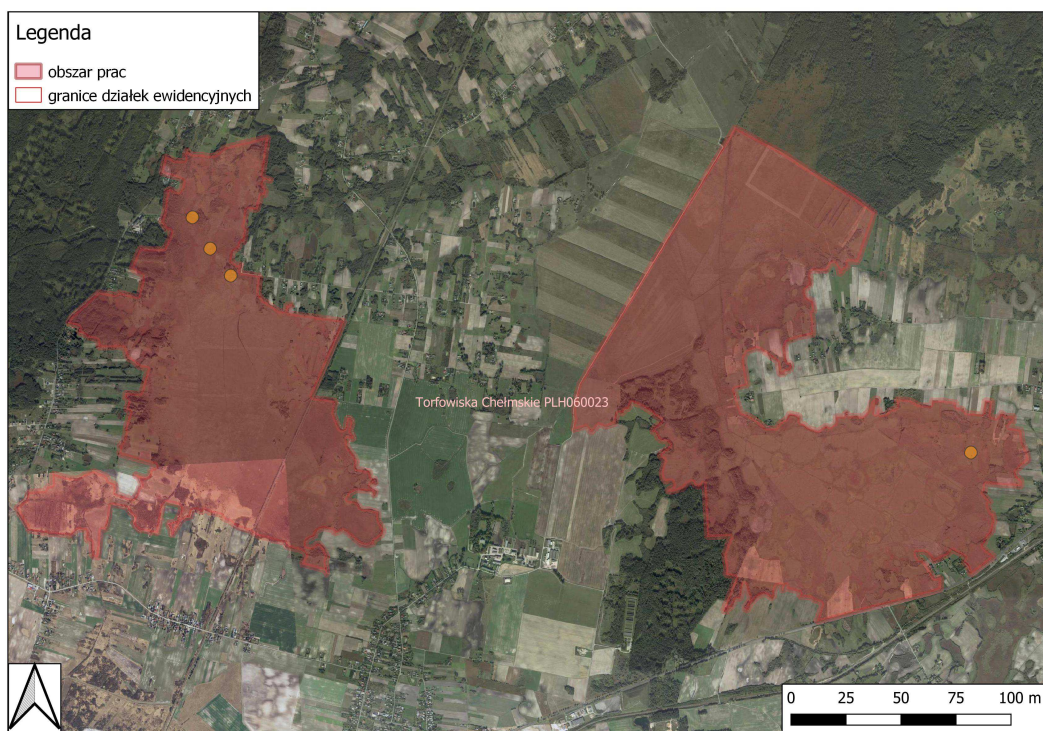 Legenda
obszar prac
granice działek ewidencyjnych
Torfowiska Chełmskie PLH060023
0 25 50 75 100 m